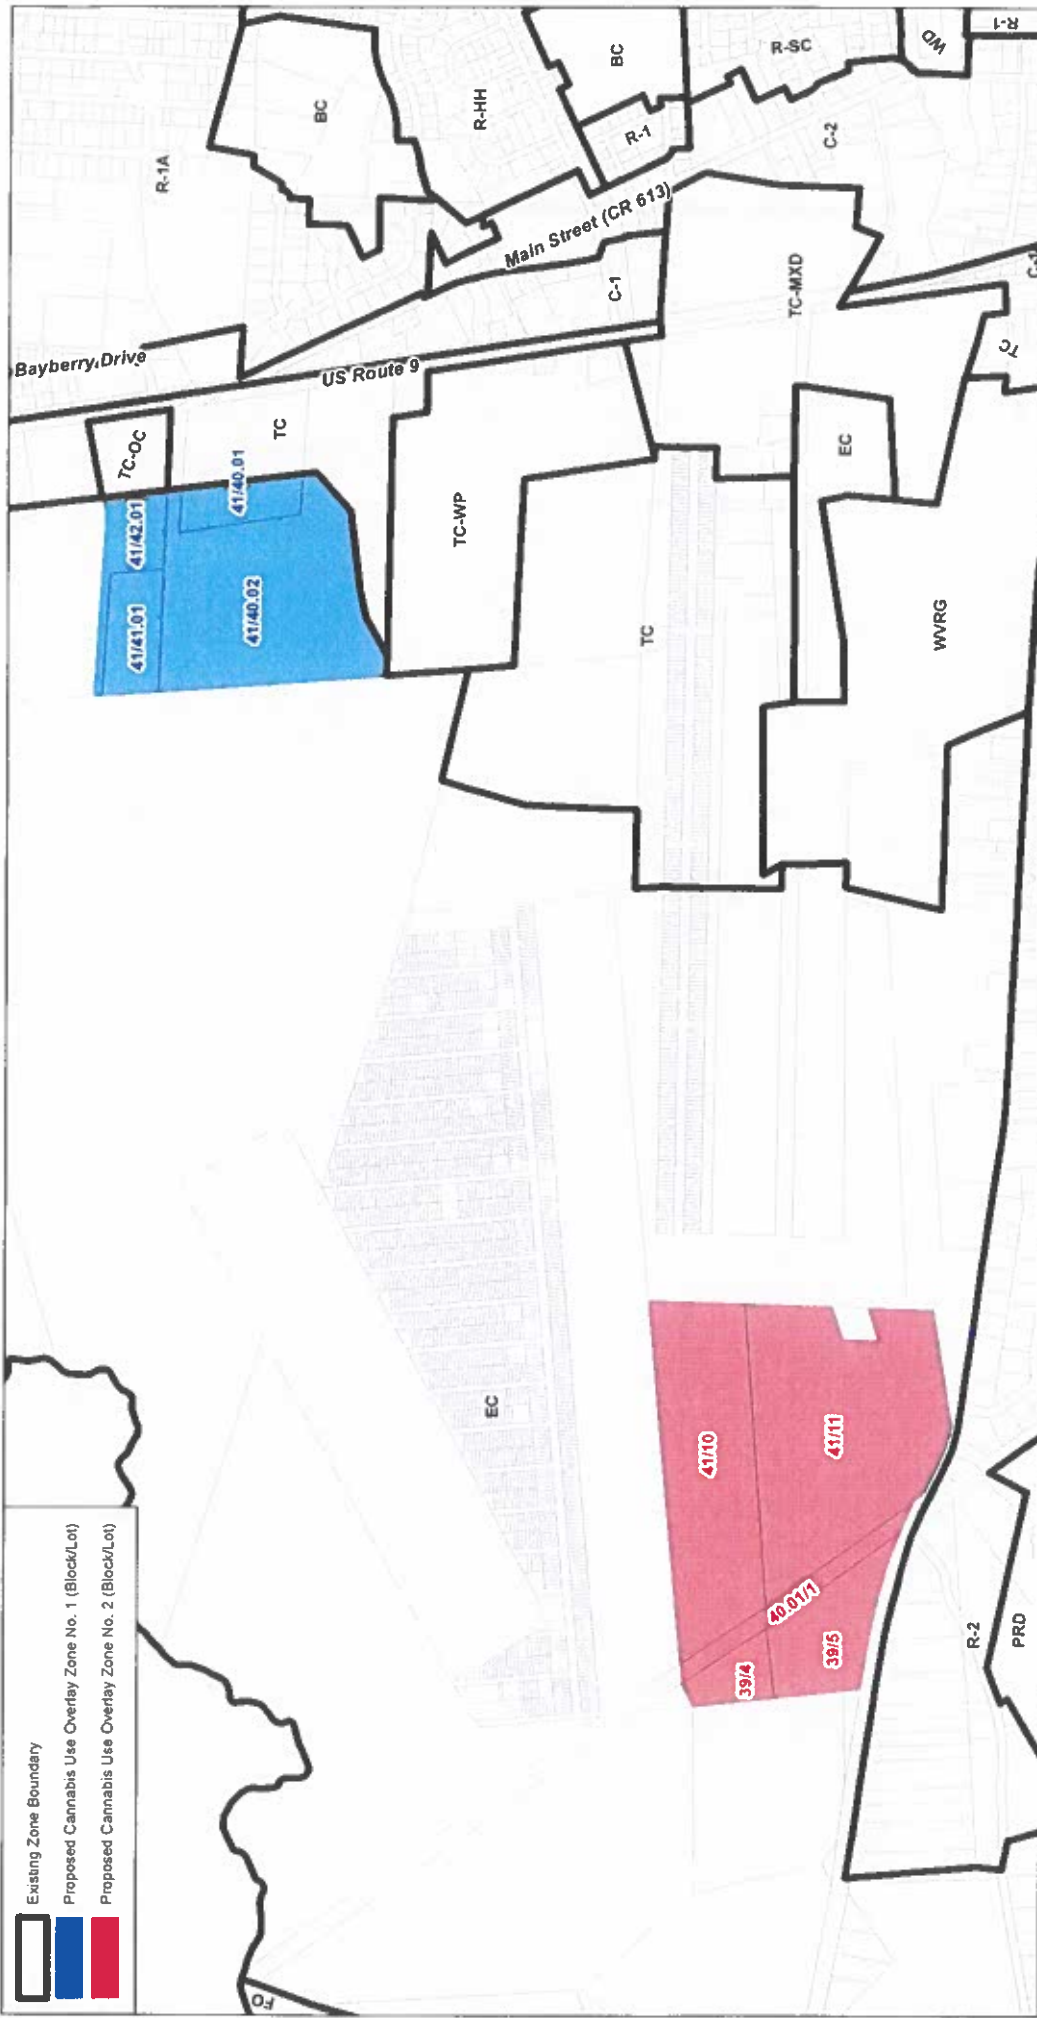 Existing Zone Boundary
Proposed Cannabis Use Overlay Zone No. 1 (Block/Lot)
Proposed Cannabis Use Overlay Zone No. 2 (Block/Lot)
R-1A
BC
R-HH
BC
R-1
R-SC
WD
R-1
C-2
Main Street (CR 613)
Bayberry Drive
US Route 9
C-1
TC-MXD
C-1
TC
TC-OC
TC
TC-WP
EC
TC
WVRG
41/42.01
41/40.01
41/41.01
41/40.02
EC
41/10
41/11
40.01/1
39/4
39/5
R-2
PRD
FO